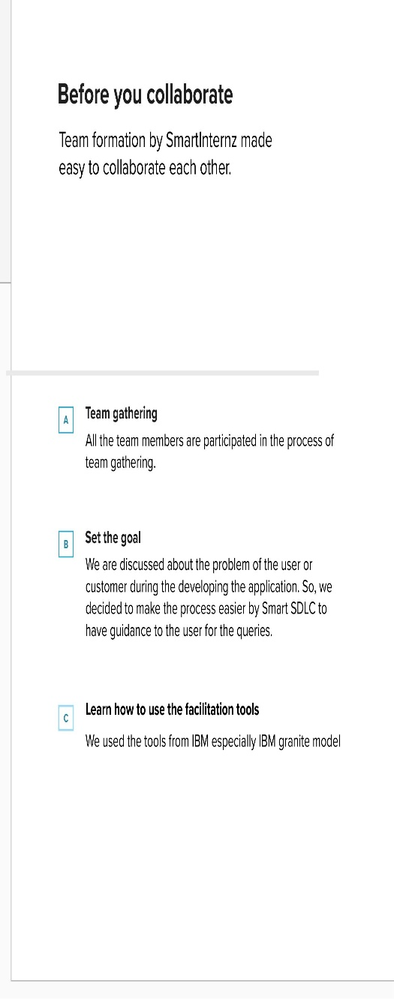 Before you collaborate
Team formation by SmartInternz made
easy to collaborate each other.
A
Team gathering
All the team members are participated in the process of
team gathering.
B
Set the goal
We are discussed about the problem of the user or
customer during the developing the application. So, we
decided to make the process easier by Smart SDLC to
have guidance to the user for the queries.
C
Learn how to use the facilitation tools
We used the tools from IBM especially IBM granite model